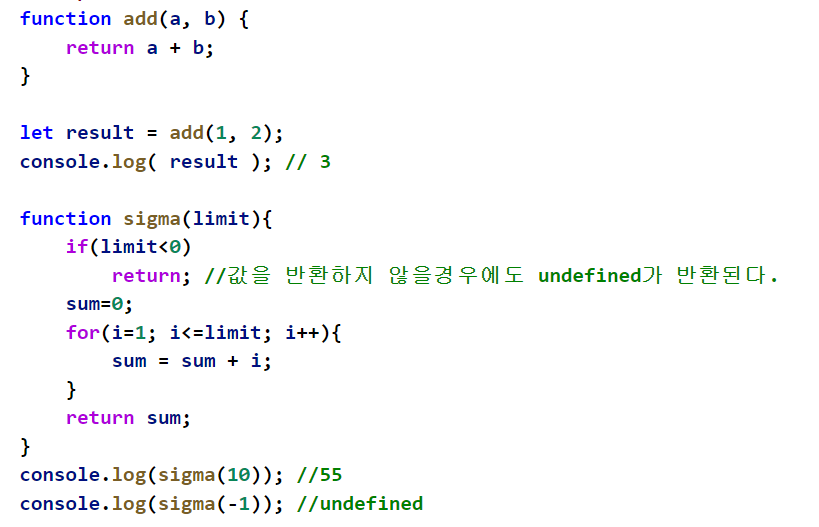 function add(a, b) {
    return a + b;
}

let result = add(1, 2);
console.log( result ); // 3

function sigma(limit){
    if(limit<0)
        return; //값을 반환하지 않을경우에도 undefined가 반환된다.
    sum=0;
    for(i=1; i<=limit; i++){
        sum = sum + i;
    }
    return sum;
}
console.log(sigma(10)); //55
console.log(sigma(-1)); //undefined